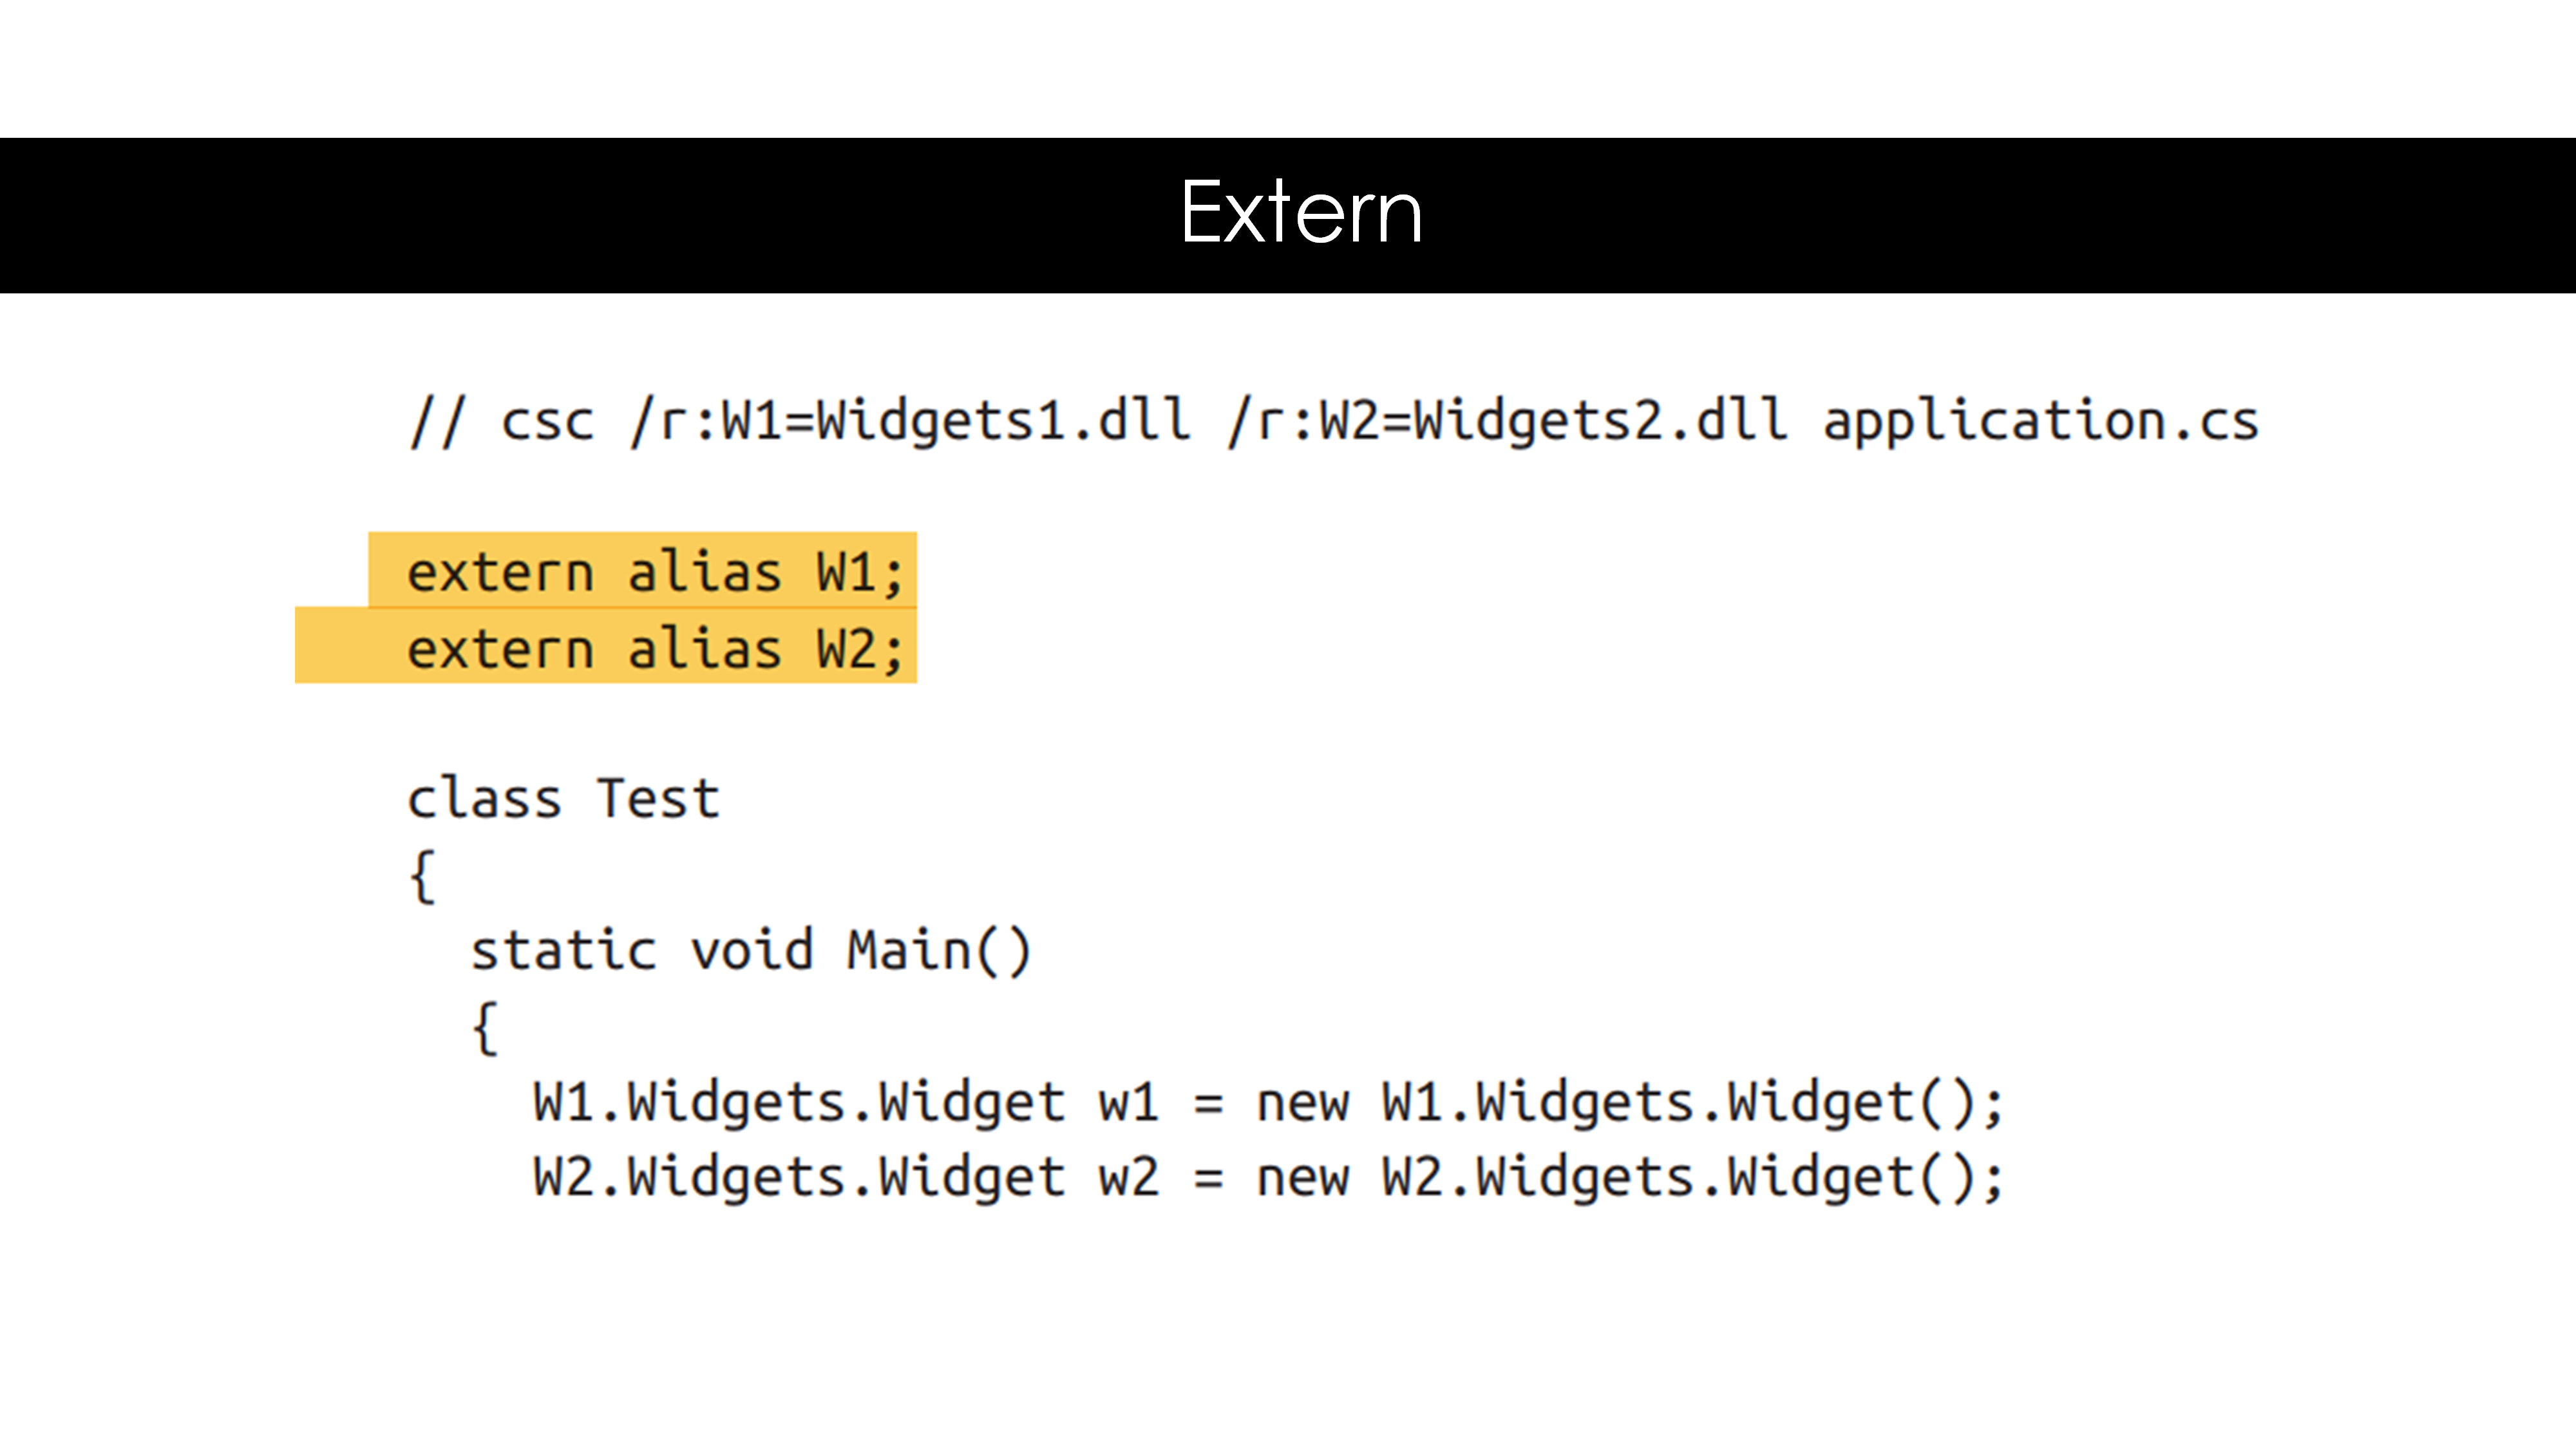 Extern
// csc /r:W1=Widgets1.dll /r:W2=Widgets2.dll application.cs
extern alias W1;
extern alias W2;
class Test
{
static void Main()
{
W1.Widgets.Widget w1 = new W1.Widgets.Widget();
W2.Widgets.Widget w2 = new W2.Widgets.Widget();